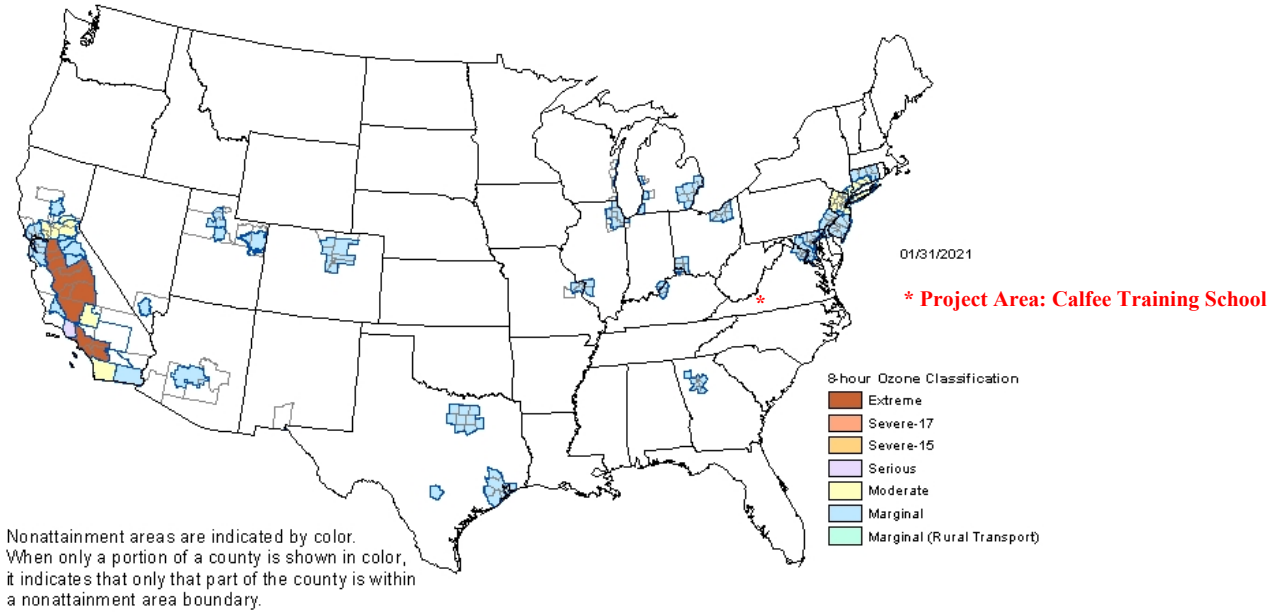 01/31/2021
* Project Area: Calfee Training School
*
8-hour Ozone Classification
Extreme
Severe-17
Severe-15
Serious
Moderate
Marginal
Marginal (Rural Transport)
Nonattainment areas are indicated by color.
When only a portion of a county is shown in color,
it indicates that only that part of the county is within
a nonattainment area boundary.